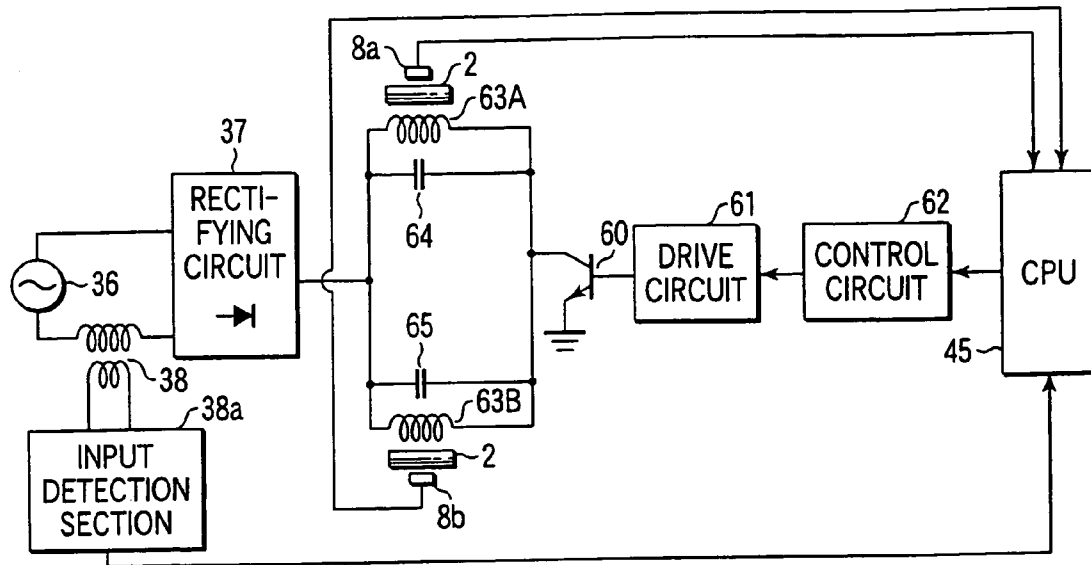 8a
2
63A
37
RECTI-
FYING
CIRCUIT
64
36
60
61
DRIVE
CIRCUIT
62
CONTROL
CIRCUIT
CPU
45
65
63B
38
38a
INPUT
DETECTION
SECTION
2
8b